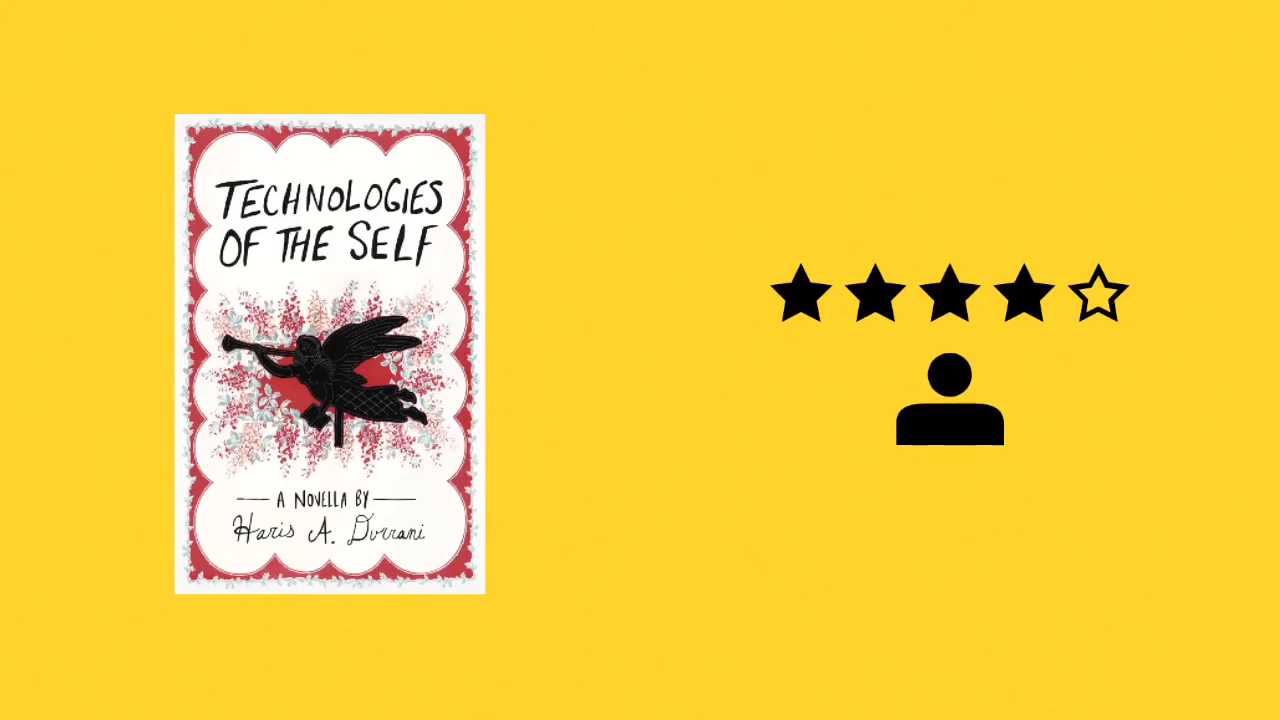 TECHNOLOGIES
OF THE SELF
A NOVELLA BY
Haris A. Durrani